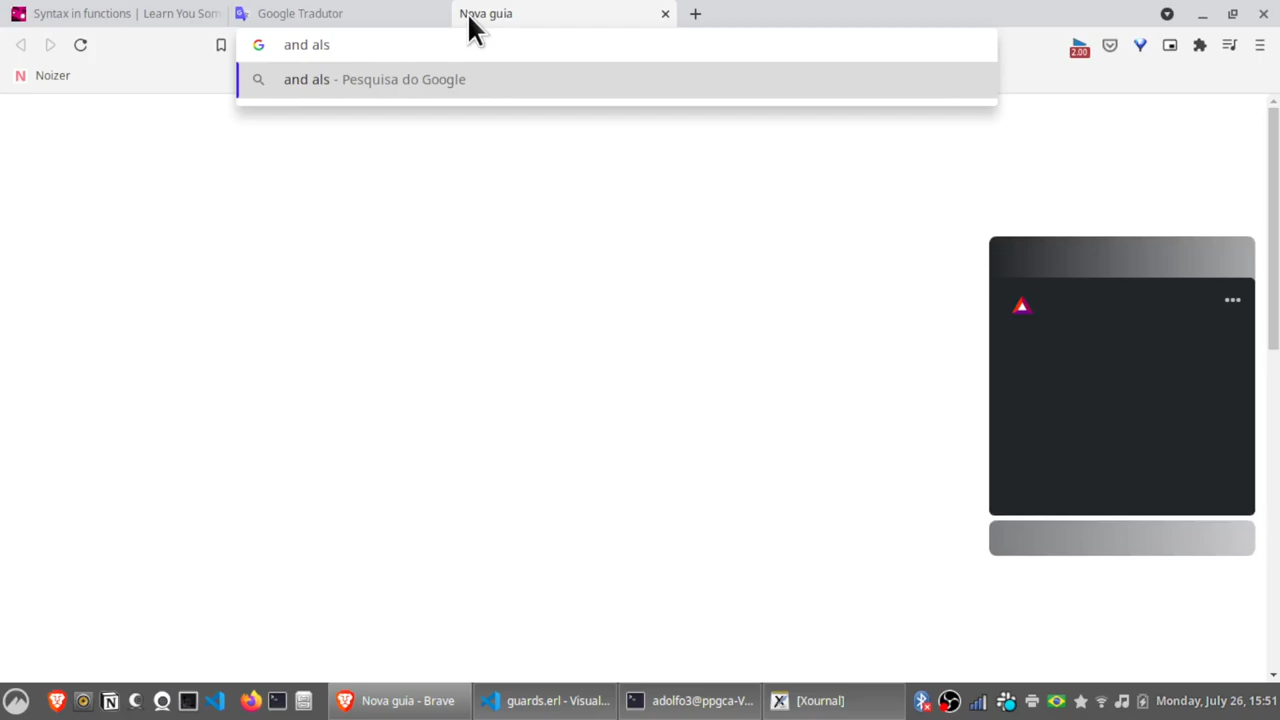 Syntax in functions | Learn You Som
Google Tradutor
Nova guia
and als
2.00
Noizer
and als - Pesquisa do Google
Nova guia - Brave
guards.erl - Visual...
adolfo3@ppgca-V...
[Xournal]
Monday, July 26, 15:51